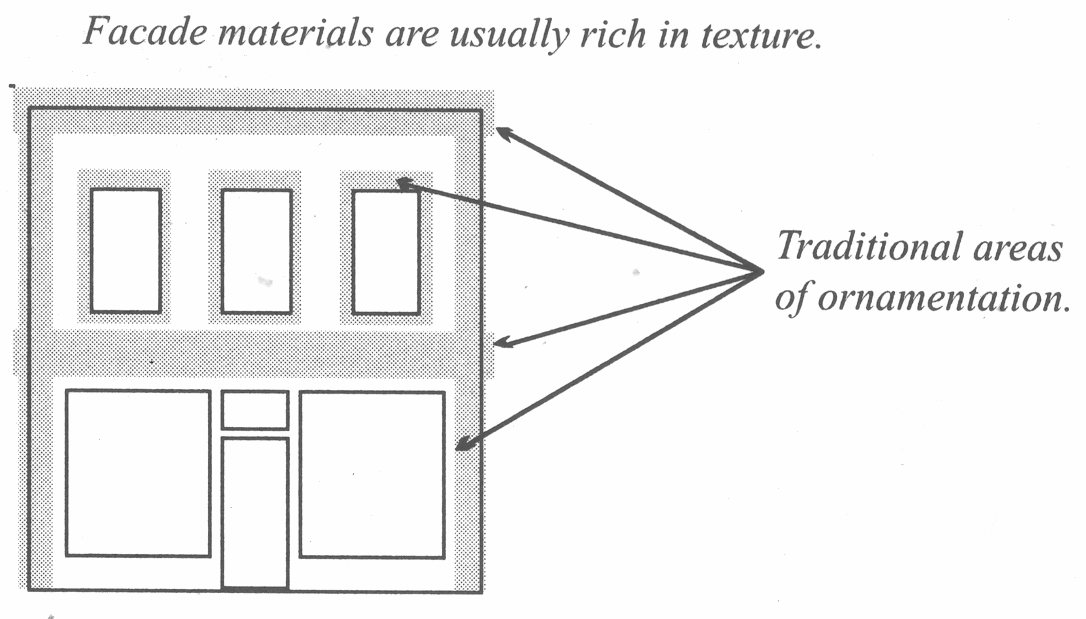 Facade materials are usually rich in texture.
Traditional areas
of ornamentation.